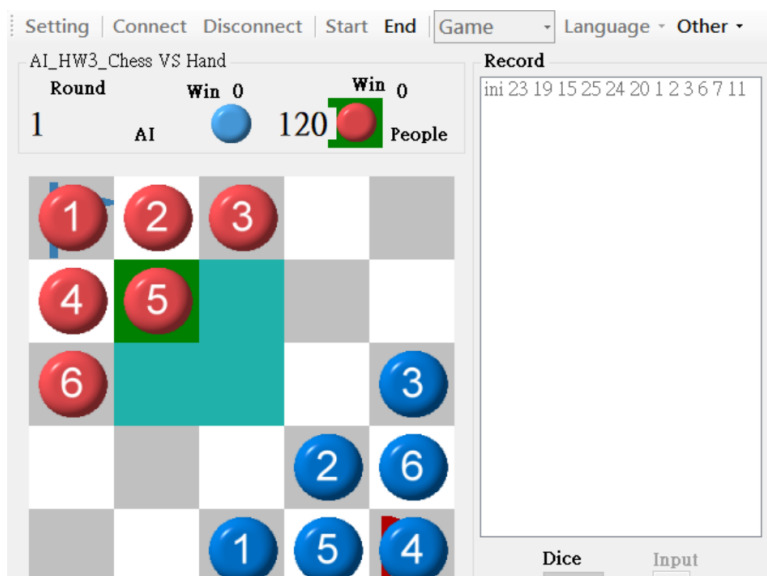 Setting Connect Disconnect Start End Game Language Other
AI_HW3_Chess VS Hand
Record
Round Win 0 Win 0
1 AI 120 People
ini 23 19 15 25 24 20 1 2 3 6 7 11
1 2 3
4 5
6 3
2 6
1 5 4
Dice Input